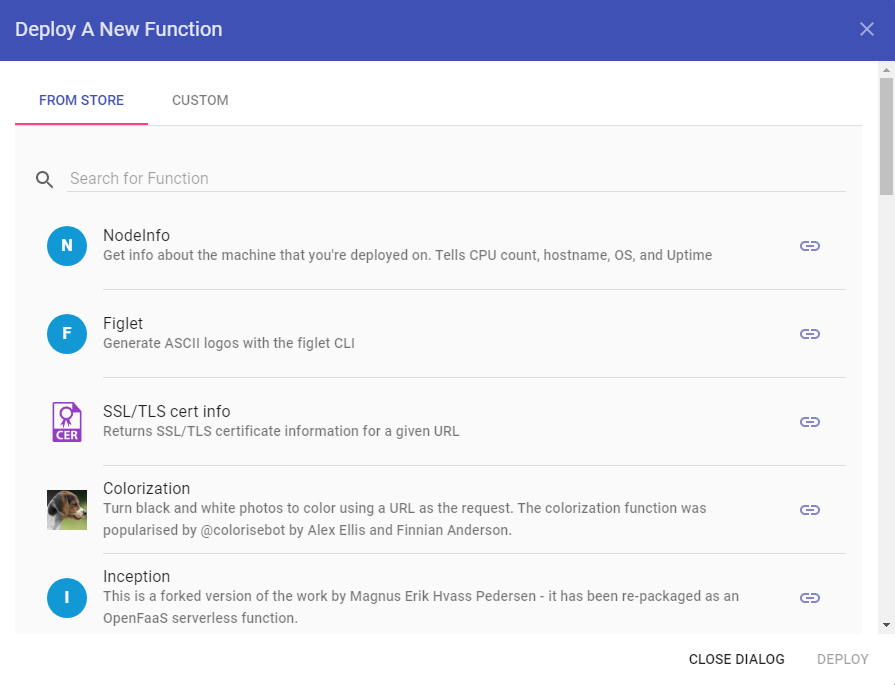 Deploy A New Function
FROM STORE
CUSTOM
Search for Function
N
NodeInfo
Get info about the machine that you're deployed on. Tells CPU count, hostname, OS, and Uptime
F
Figlet
Generate ASCII logos with the figlet CLI
CER
SSL/TLS cert info
Returns SSL/TLS certificate information for a given URL
Colorization
Turn black and white photos to color using a URL as the request. The colorization function was
popularised by @colorisebot by Alex Ellis and Finnian Anderson.
I
Inception
This is a forked version of the work by Magnus Erik Hvass Pedersen - it has been re-packaged as an
OpenFaaS serverless function.
CLOSE DIALOG
DEPLOY